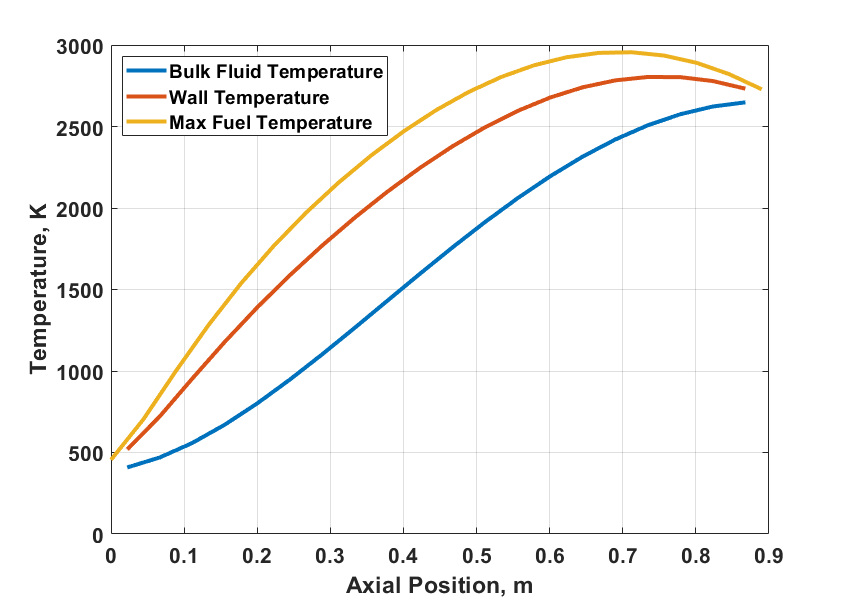 3000
2500
2000
1500
1000
500
0
Temperature, K
Bulk Fluid Temperature
Wall Temperature
Max Fuel Temperature
0 0.1 0.2 0.3 0.4 0.5 0.6 0.7 0.8 0.9
Axial Position, m